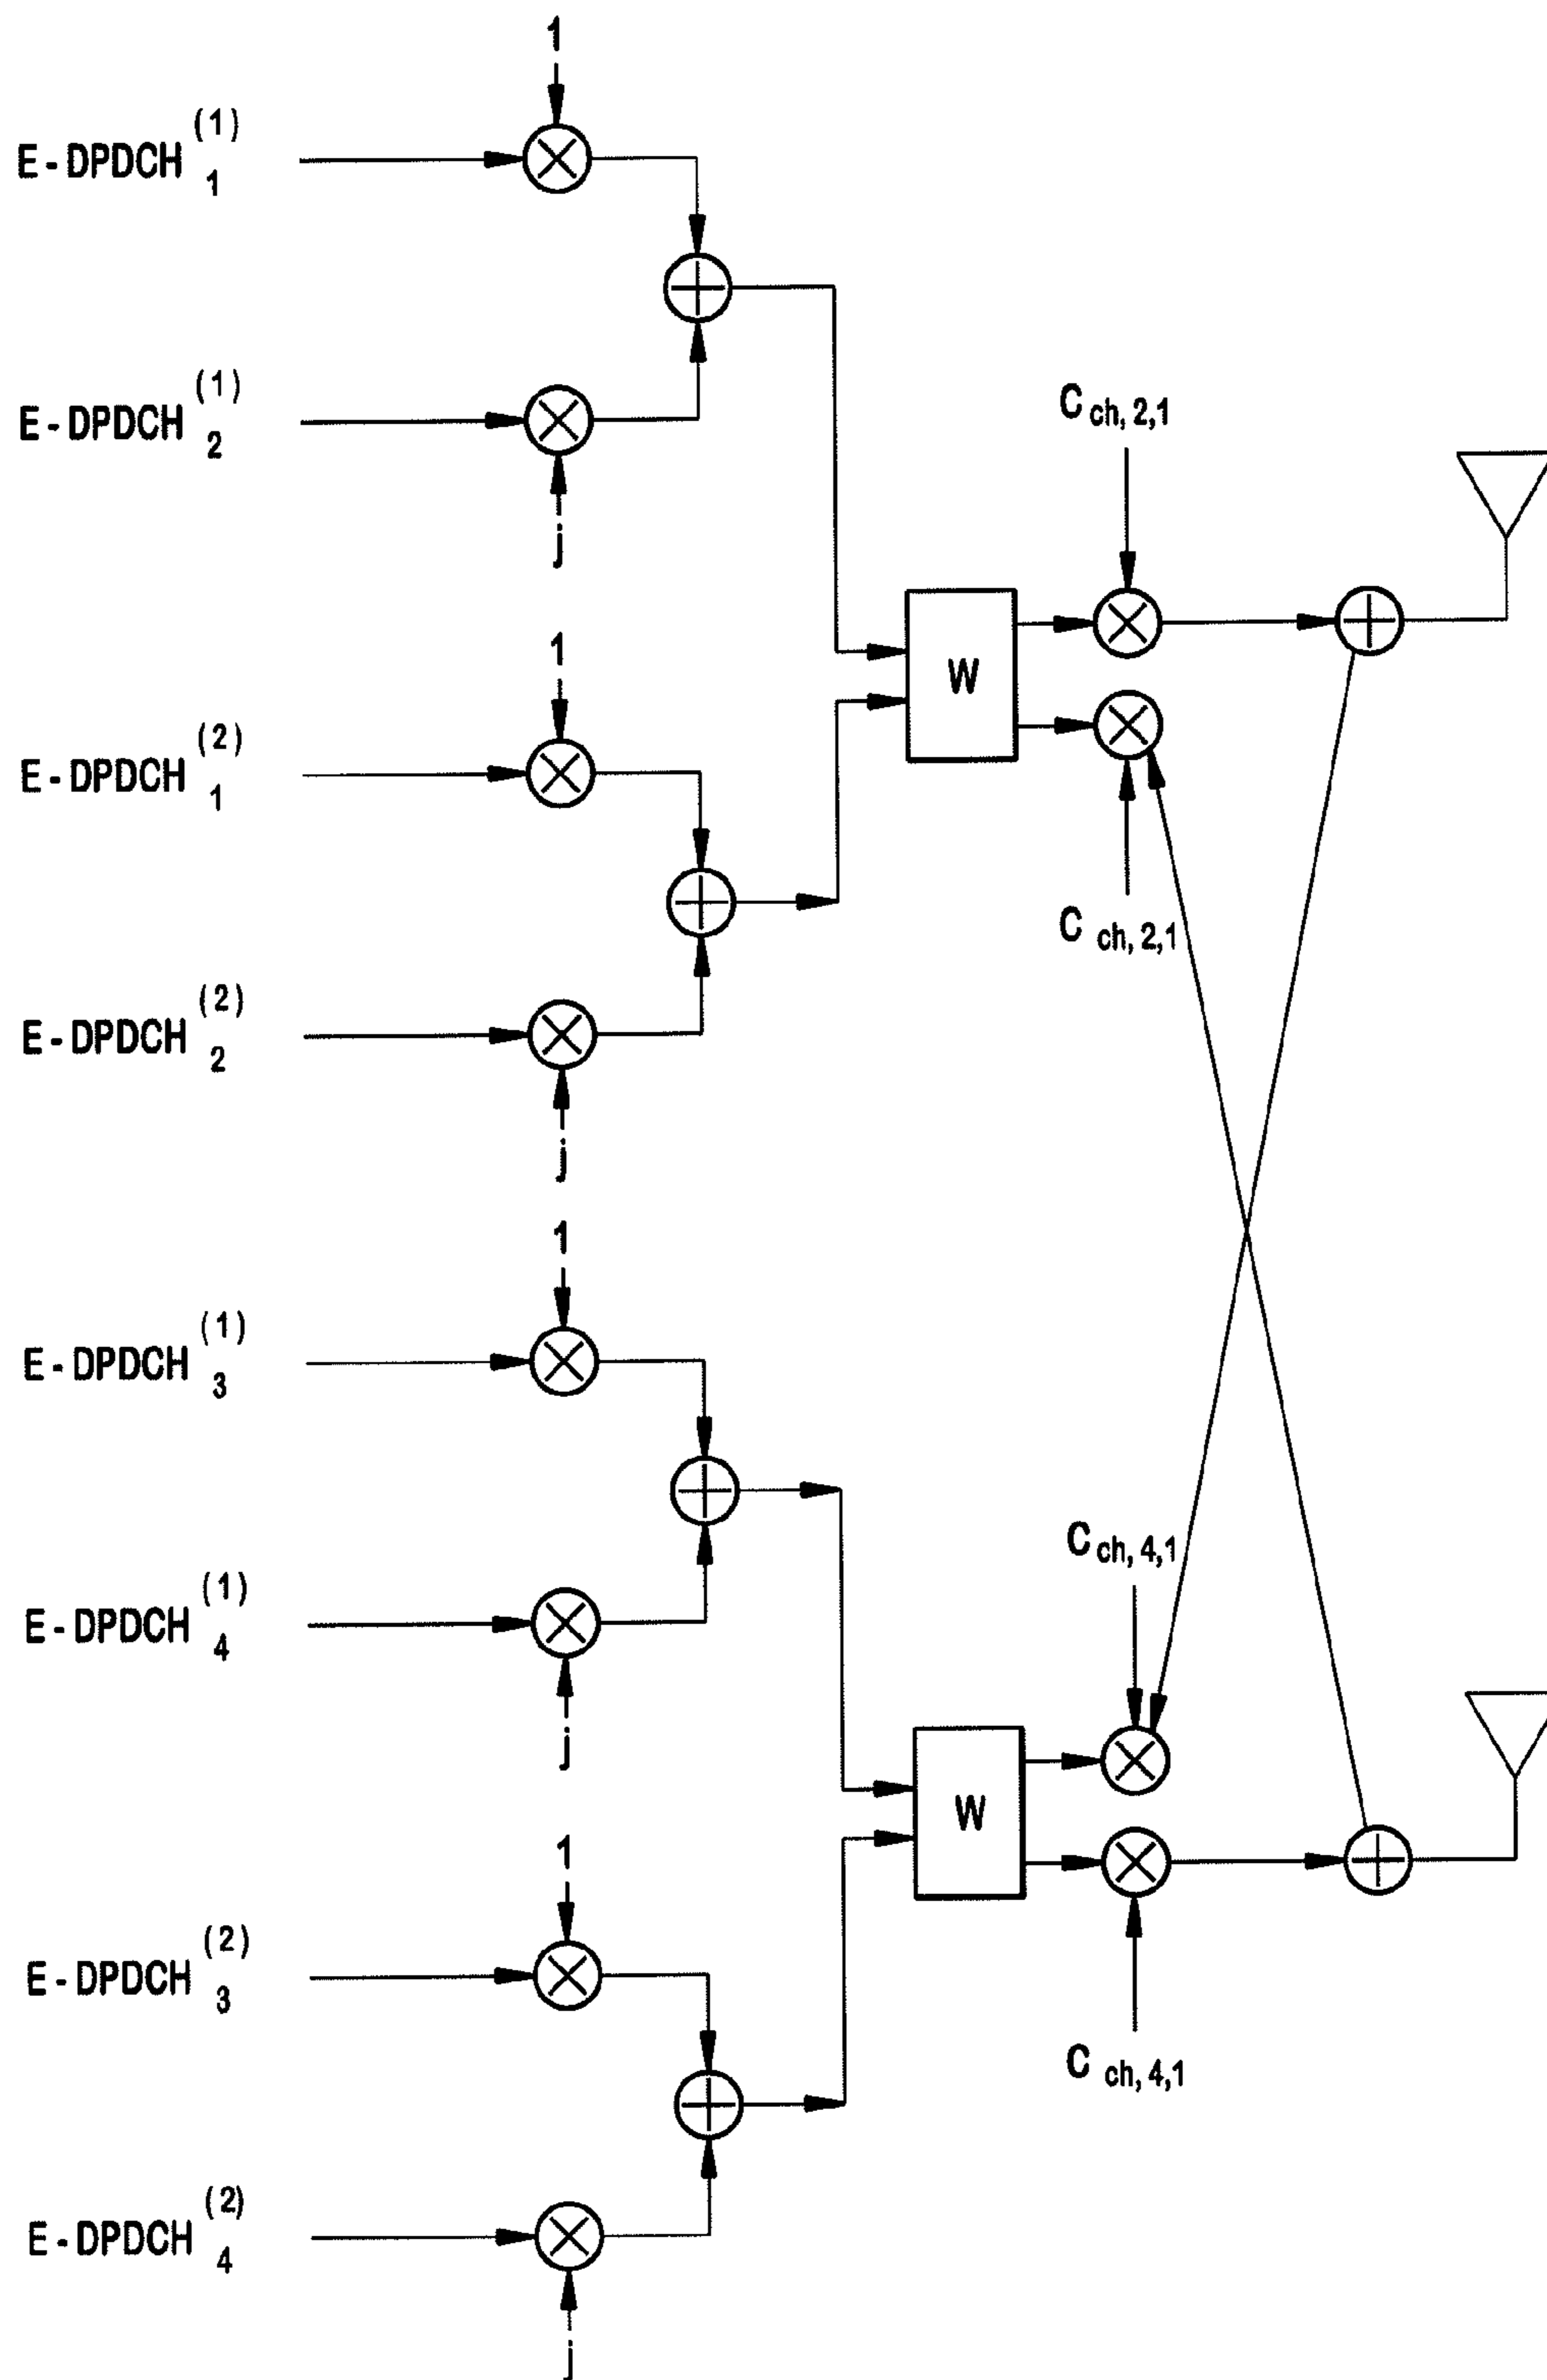 1
E-DPDCH (1) 1
E-DPDCH (1) 2
j
C ch, 2,1
1
W
E-DPDCH (2) 1
C ch, 2,1
E-DPDCH (2) 2
j
1
E-DPDCH (1) 3
C ch, 4,1
E-DPDCH (1) 4
j
W
1
E-DPDCH (2) 3
C ch, 4,1
E-DPDCH (2) 4
j